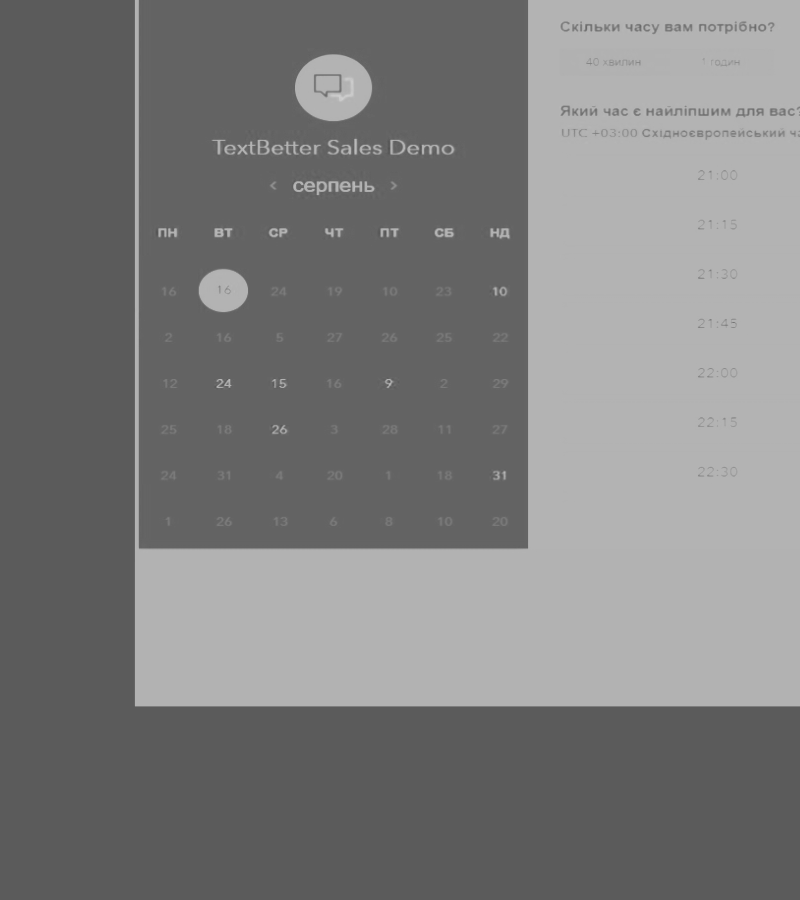 TextBetter Sales Demo
серпень
ПН ВТ СР ЧТ ПТ СБ НД
16 16 24 19 10 23 10
2 16 5 27 26 25 22
12 24 15 16 9 2 29
25 18 26 3 28 11 27
24 31 4 20 1 18 31
1 26 13 6 8 10 20
Скільки часу вам потрібно?
40 хвилин 1 годин
Який час є найліпшим для вас?
UTC +03:00 Східноєвропейський
21:00
21:15
21:30
21:45
22:00
22:15
22:30